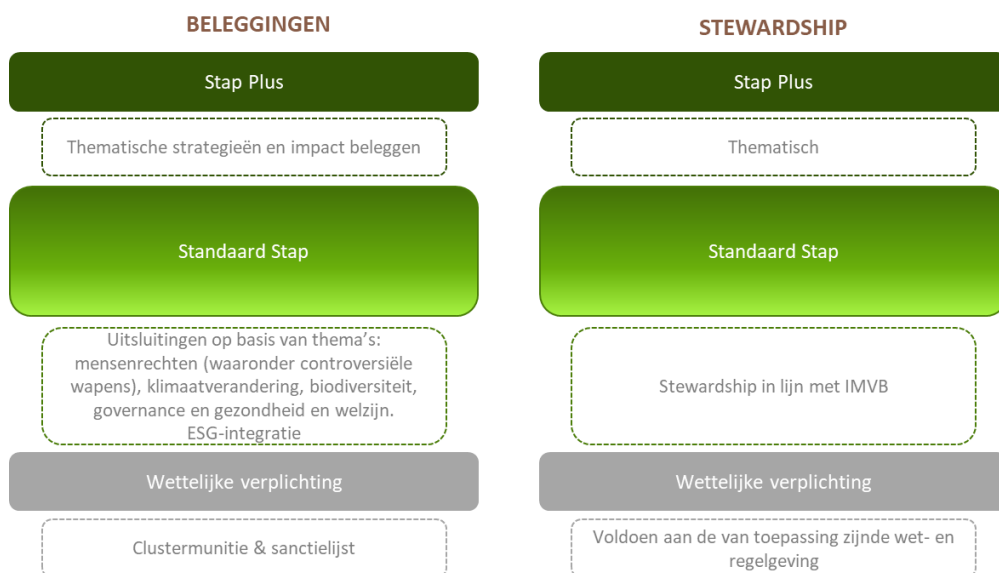 BELEGGINGEN
Stap Plus
Thematische strategieën en impact beleggen
Standaard Stap
Uitsluitingen op basis van thema's:
mensenrechten (waaronder controversiële
wapens), klimaatverandering, biodiversiteit,
governance en gezondheid en welzijn.
ESG-integratie
Wettelijke verplichting
Clustermunitie & sanctielijst
STEWARDSHIP
Stap Plus
Thematisch
Standaard Stap
Stewardship in lijn met IMVB
Wettelijke verplichting
Voldoen aan de van toepassing zijnde wet- en
regelgeving